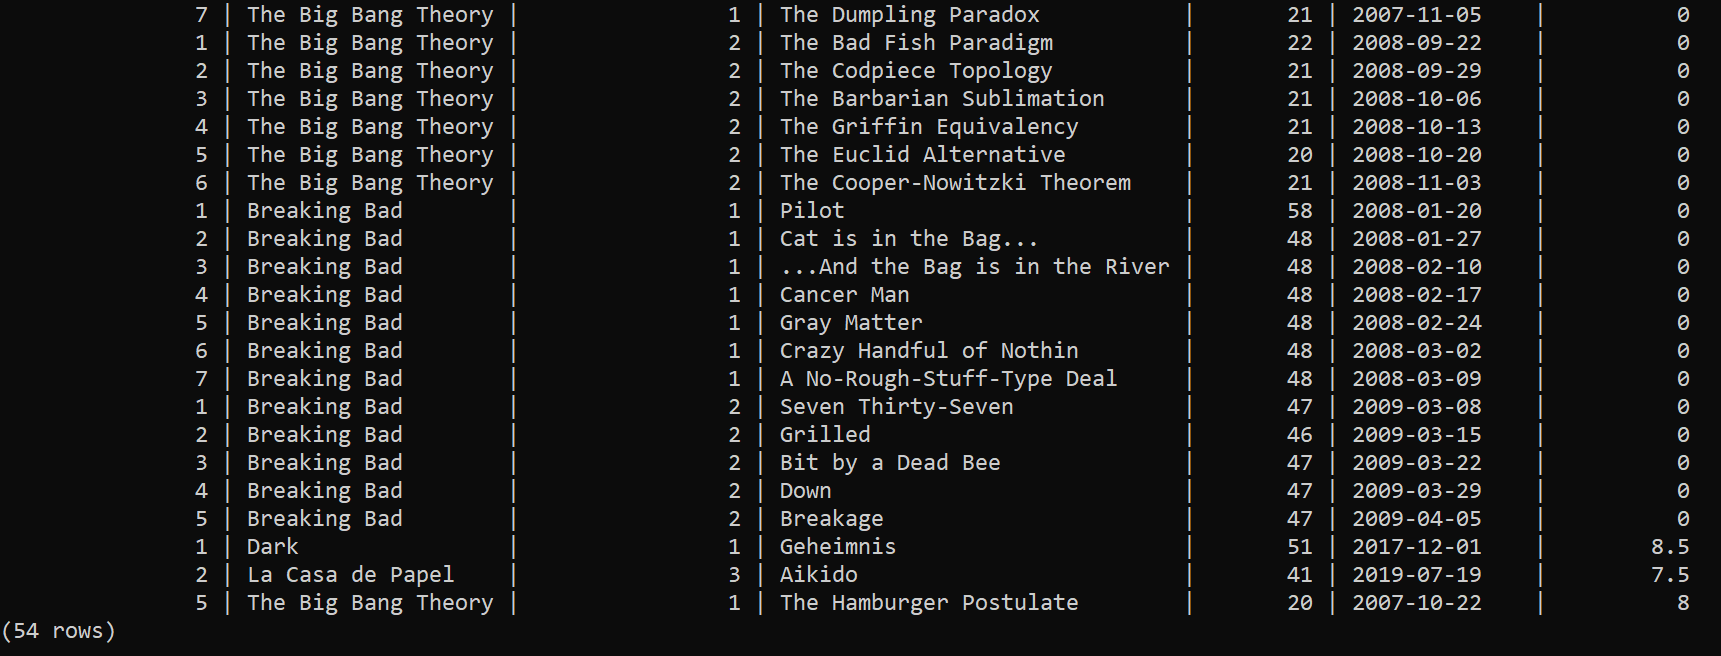 7 | The Big Bang Theory | 1 | The Dumpling Paradox | 21 | 2007-11-05 | 0
1 | The Big Bang Theory | 2 | The Bad Fish Paradigm | 22 | 2008-09-22 | 0
2 | The Big Bang Theory | 2 | The Codpiece Topology | 21 | 2008-09-29 | 0
3 | The Big Bang Theory | 2 | The Barbarian Sublimation | 21 | 2008-10-06 | 0
4 | The Big Bang Theory | 2 | The Griffin Equivalency | 21 | 2008-10-13 | 0
5 | The Big Bang Theory | 2 | The Euclid Alternative | 20 | 2008-10-20 | 0
6 | The Big Bang Theory | 2 | The Cooper-Nowitzki Theorem | 21 | 2008-11-03 | 0
1 | Breaking Bad | 1 | Pilot | 58 | 2008-01-20 | 0
2 | Breaking Bad | 1 | Cat is in the Bag... | 48 | 2008-01-27 | 0
3 | Breaking Bad | 1 | ...And the Bag is in the River | 48 | 2008-02-10 | 0
4 | Breaking Bad | 1 | Cancer Man | 48 | 2008-02-17 | 0
5 | Breaking Bad | 1 | Gray Matter | 48 | 2008-02-24 | 0
6 | Breaking Bad | 1 | Crazy Handful of Nothin | 48 | 2008-03-02 | 0
7 | Breaking Bad | 1 | A No-Rough-Stuff-Type Deal | 48 | 2008-03-09 | 0
1 | Breaking Bad | 2 | Seven Thirty-Seven | 47 | 2009-03-08 | 0
2 | Breaking Bad | 2 | Grilled | 46 | 2009-03-15 | 0
3 | Breaking Bad | 2 | Bit by a Dead Bee | 47 | 2009-03-22 | 0
4 | Breaking Bad | 2 | Down | 47 | 2009-03-29 | 0
5 | Breaking Bad | 2 | Breakage | 47 | 2009-04-05 | 0
1 | Dark | 1 | Geheimnis | 51 | 2017-12-01 | 8.5
2 | La Casa de Papel | 3 | Aikido | 41 | 2019-07-19 | 7.5
5 | The Big Bang Theory | 1 | The Hamburger Postulate | 20 | 2007-10-22 | 8
(54 rows)